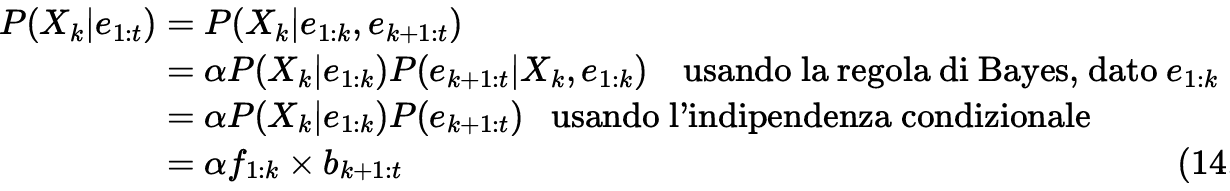 P(X_k|e_{1:t}) = P(X_k|e_{1:k}, e_{k+1:t})
= αP(X_k|e_{1:k})P(e_{k+1:t}|X_k, e_{1:k}) usando la regola di Bayes, dato e_{1:k}
= αP(X_k|e_{1:k})P(e_{k+1:t}) usando l'indipendenza condizionale
= αf_{1:k} × b_{k+1:t} (14